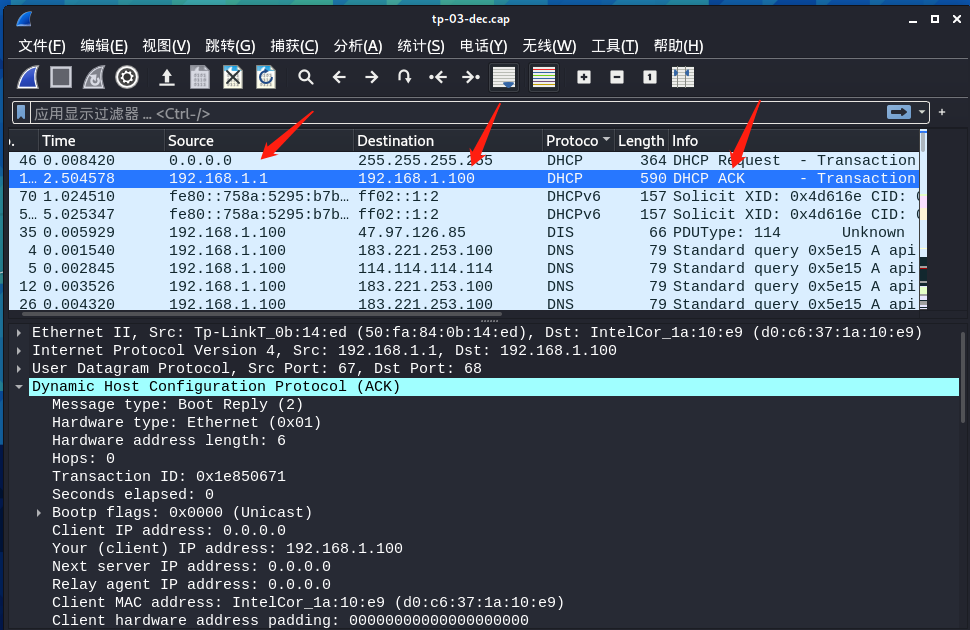 tp-03-dec.cap
文件(F) 编辑(E) 视图(V) 跳转(G) 捕获(C) 分析(A) 统计(S) 电话(Y) 无线(W) 工具(T) 帮助(H)
应用显示过滤器 … <Ctrl-/>
. Time Source Destination Protoco Length Info
46 0.008420 0.0.0.0 255.255.255.255 DHCP 364 DHCP Request - Transaction
1… 2.504578 192.168.1.1 192.168.1.100 DHCP 590 DHCP ACK - Transaction
70 1.024510 fe80::758a:5295:b7b… ff02::1:2 DHCPv6 157 Solicit XID: 0x4d616e CID: 0
5… 5.025347 fe80::758a:5295:b7b… ff02::1:2 DHCPv6 157 Solicit XID: 0x4d616e CID: 0
35 0.005929 192.168.1.100 47.97.126.85 DIS 66 PDUType: 114 Unknown
4 0.001540 192.168.1.100 183.221.253.100 DNS 79 Standard query 0x5e15 A api
5 0.002845 192.168.1.100 114.114.114.114 DNS 79 Standard query 0x5e15 A api
12 0.003526 192.168.1.100 183.221.253.100 DNS 79 Standard query 0x5e15 A api
26 0.004320 192.168.1.100 183.221.253.100 DNS 79 Standard query 0x5e15 A api
Ethernet II, Src: Tp-LinkT_0b:14:ed (50:fa:84:0b:14:ed), Dst: IntelCor_1a:10:e9 (d0:c6:37:1a:10:e9)
Internet Protocol Version 4, Src: 192.168.1.1, Dst: 192.168.1.100
User Datagram Protocol, Src Port: 67, Dst Port: 68
Dynamic Host Configuration Protocol (ACK)
Message type: Boot Reply (2)
Hardware type: Ethernet (0x01)
Hardware address length: 6
Hops: 0
Transaction ID: 0x1e850671
Seconds elapsed: 0
Bootp flags: 0x0000 (Unicast)
Client IP address: 0.0.0.0
Your (client) IP address: 192.168.1.100
Next server IP address: 0.0.0.0
Relay agent IP address: 0.0.0.0
Client MAC address: IntelCor_1a:10:e9 (d0:c6:37:1a:10:e9)
Client hardware address padding: 00000000000000000000